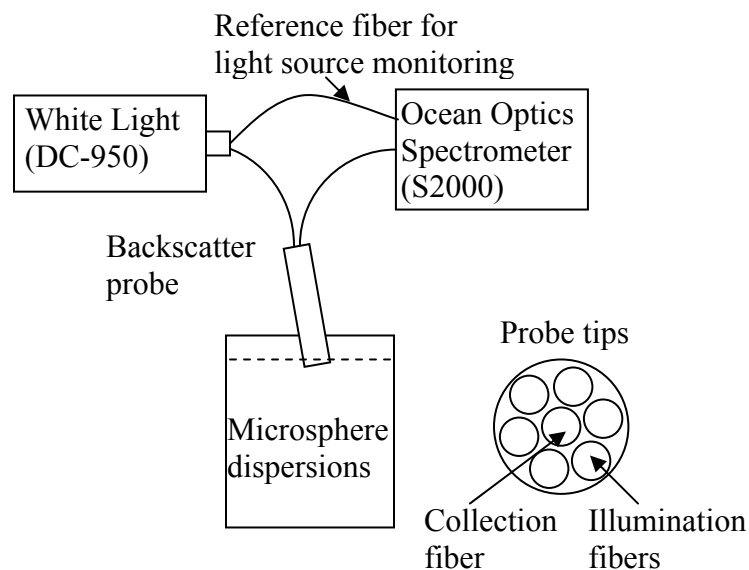 Reference fiber for
light source monitoring
White Light
(DC-950)
Ocean Optics
Spectrometer
(S2000)
Backscatter
probe
Probe tips
Microsphere
dispersions
Collection
fiber
Illumination
fibers